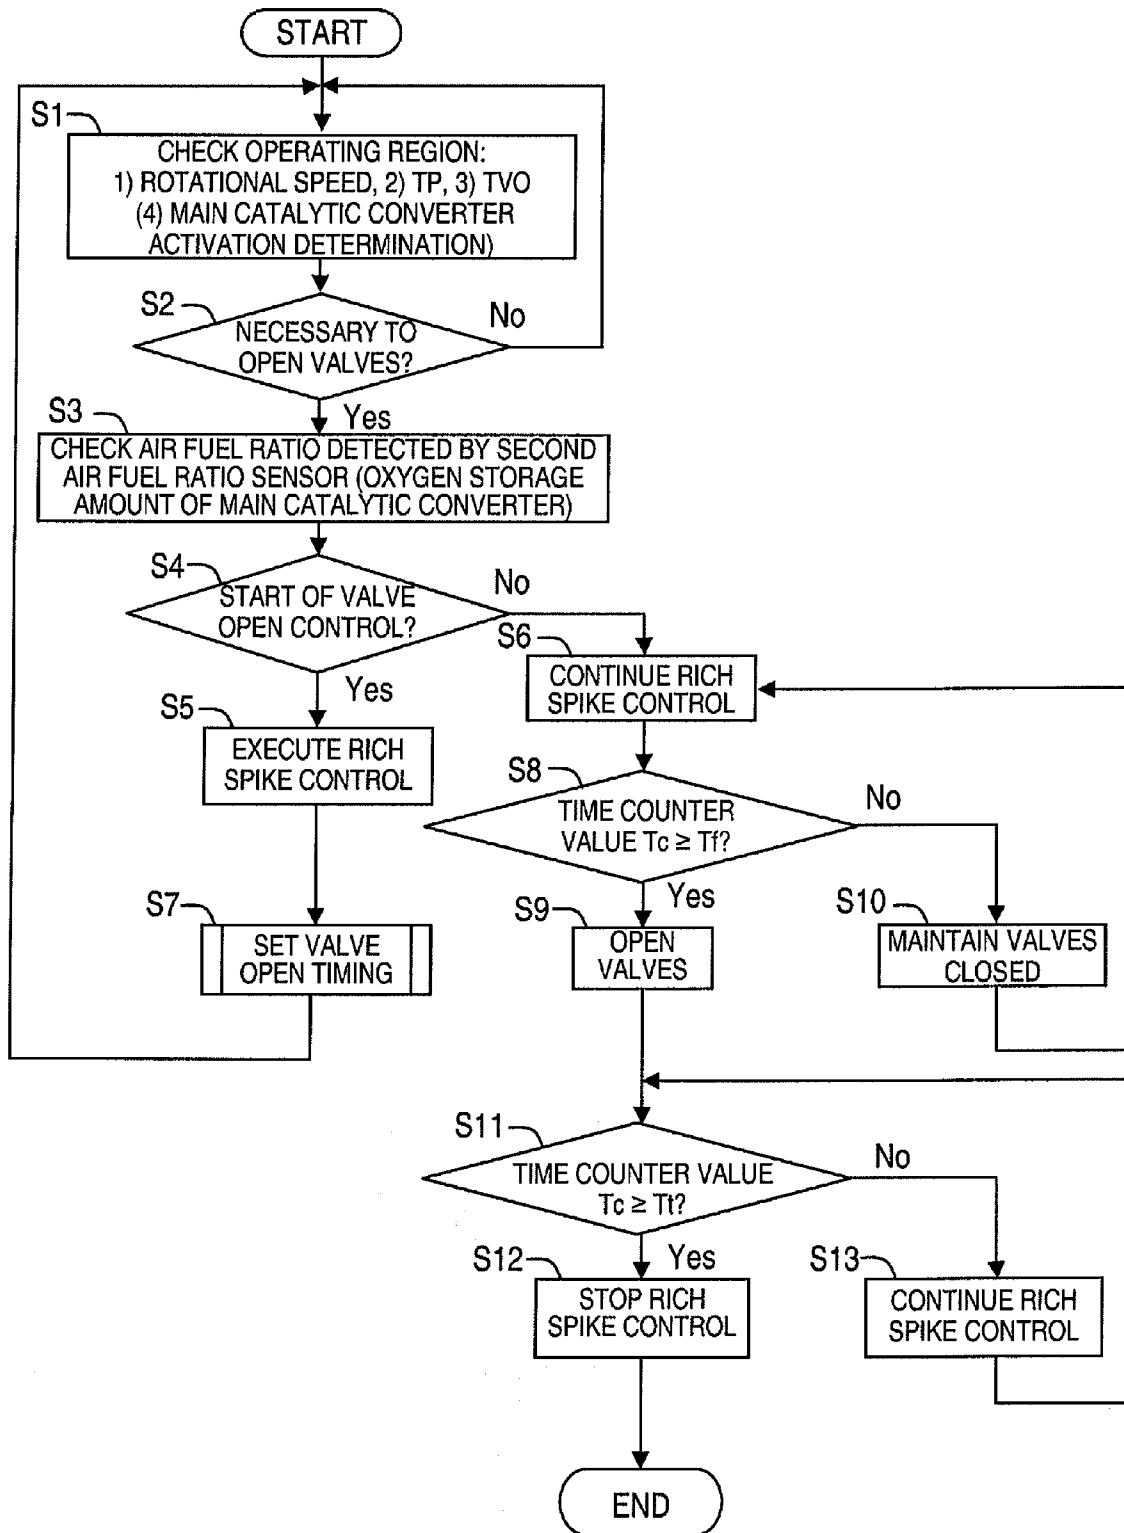 START
S1
CHECK OPERATING REGION:
1) ROTATIONAL SPEED, 2) TP, 3) TVO
(4) MAIN CATALYTIC CONVERTER
ACTIVATION DETERMINATION)
S2
No
NECESSARY TO
OPEN VALVES?
S3
Yes
CHECK AIR FUEL RATIO DETECTED BY SECOND
AIR FUEL RATIO SENSOR (OXYGEN STORAGE
AMOUNT OF MAIN CATALYTIC CONVERTER)
S4
No
START OF VALVE
OPEN CONTROL?
S6
CONTINUE RICH
SPIKE CONTROL
Yes
S5
EXECUTE RICH
SPIKE CONTROL
S8
No
TIME COUNTER
VALUE Tc ≥ Tf?
S7
SET VALVE
OPEN TIMING
Yes
S9
OPEN
VALVES
S10
MAINTAIN VALVES
CLOSED
S11
No
TIME COUNTER VALUE
Tc ≥ Tt?
Yes
S12
STOP RICH
SPIKE CONTROL
S13
CONTINUE RICH
SPIKE CONTROL
END